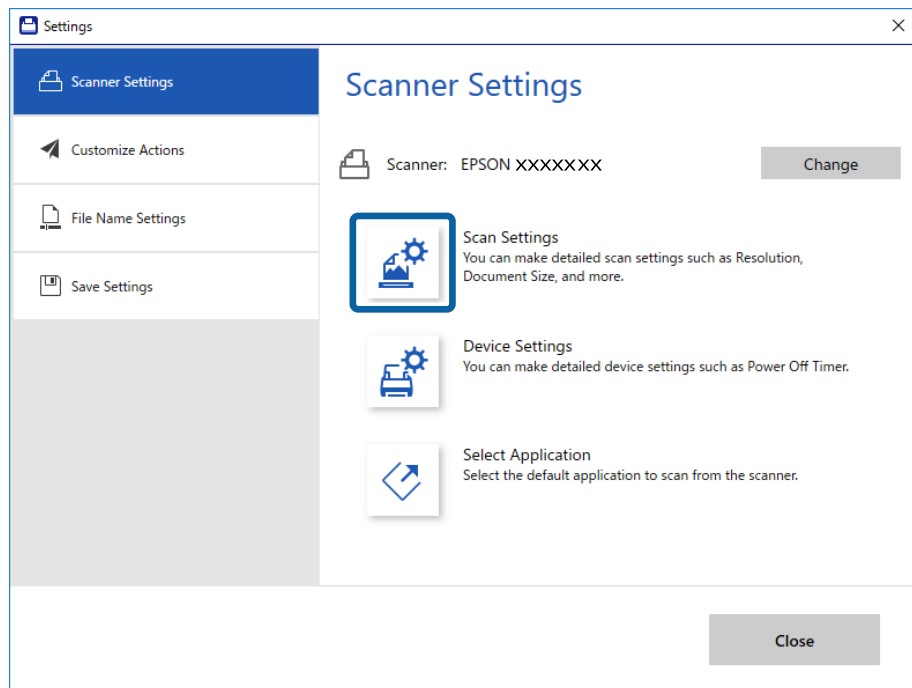 Settings
Scanner Settings
Customize Actions
File Name Settings
Save Settings
Scanner Settings
Scanner: EPSON XXXXXXX
Change
Scan Settings
You can make detailed scan settings such as Resolution,
Document Size, and more.
Device Settings
You can make detailed device settings such as Power Off Timer.
Select Application
Select the default application to scan from the scanner.
Close